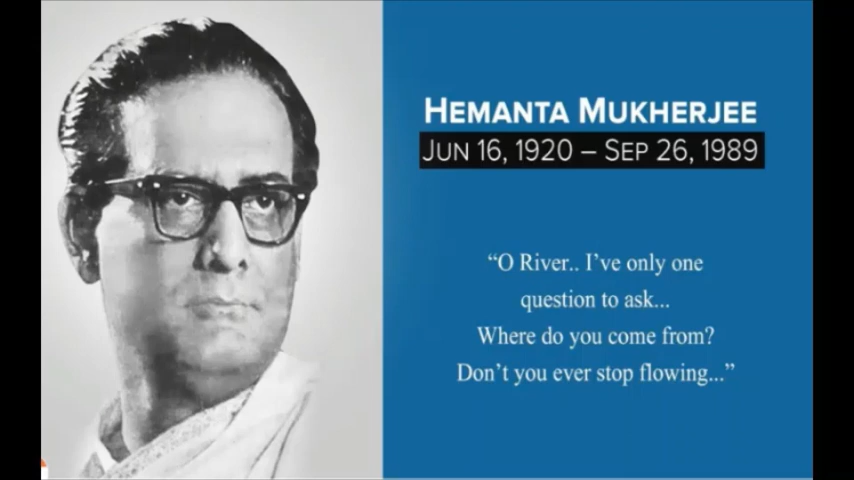 HEMANTA MUKHERJEE
JUN 16, 1920 – SEP 26, 1989
“O River.. I’ve only one
question to ask...
Where do you come from?
Don’t you ever stop flowing...”